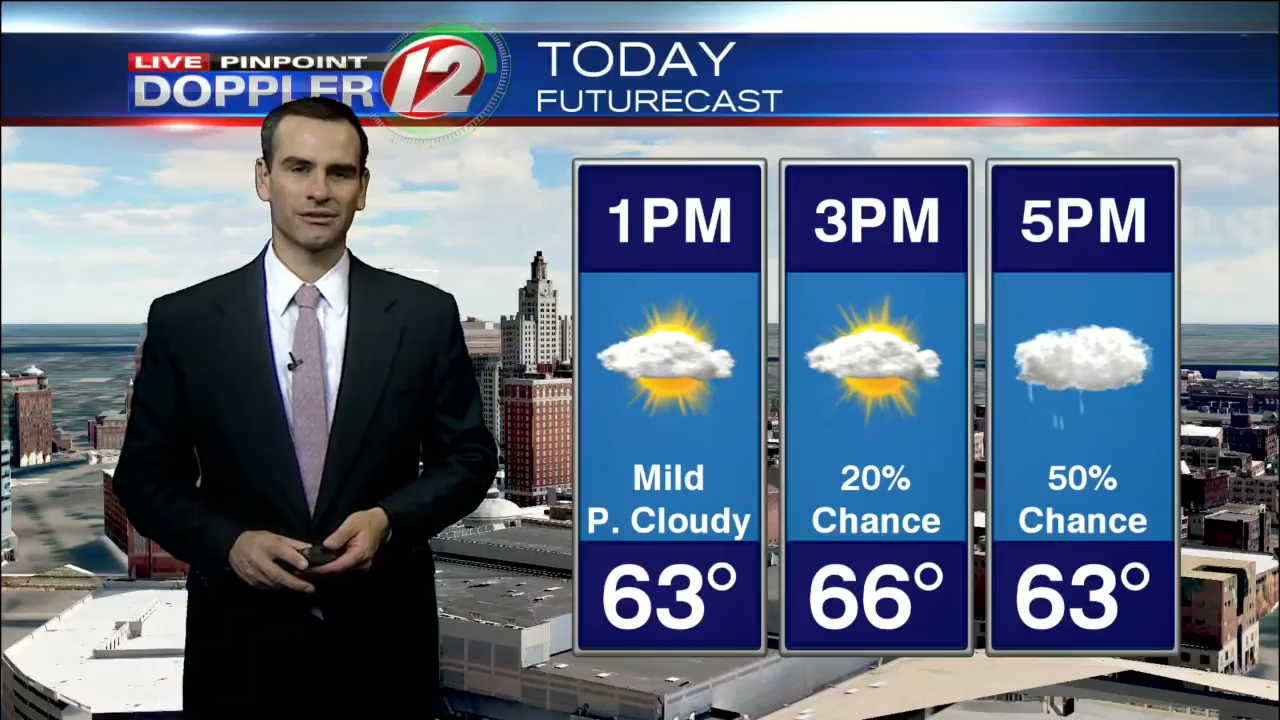 LIVE PINPOINT
DOPPLER 12
TODAY
FUTURECAST
1PM
Mild
P. Cloudy
63°
3PM
20%
Chance
66°
5PM
50%
Chance
63°